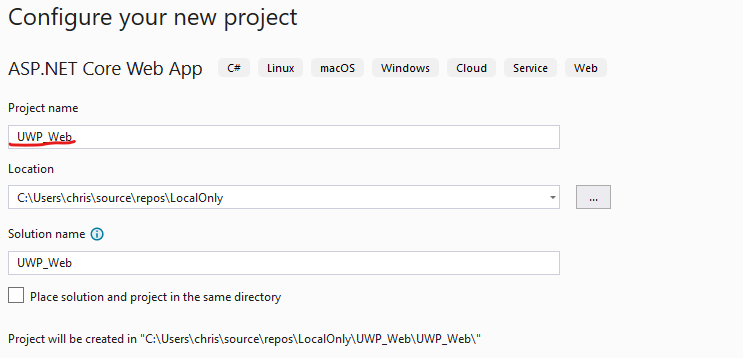 Configure your new project
ASP.NET Core Web App C# Linux macOS Windows Cloud Service Web
Project name
UWP_Web
Location
C:\Users\chris\source\repos\LocalOnly
...
Solution name
UWP_Web
Place solution and project in the same directory
Project will be created in "C:\Users\chris\source\repos\LocalOnly\UWP_Web\UWP_Web\"